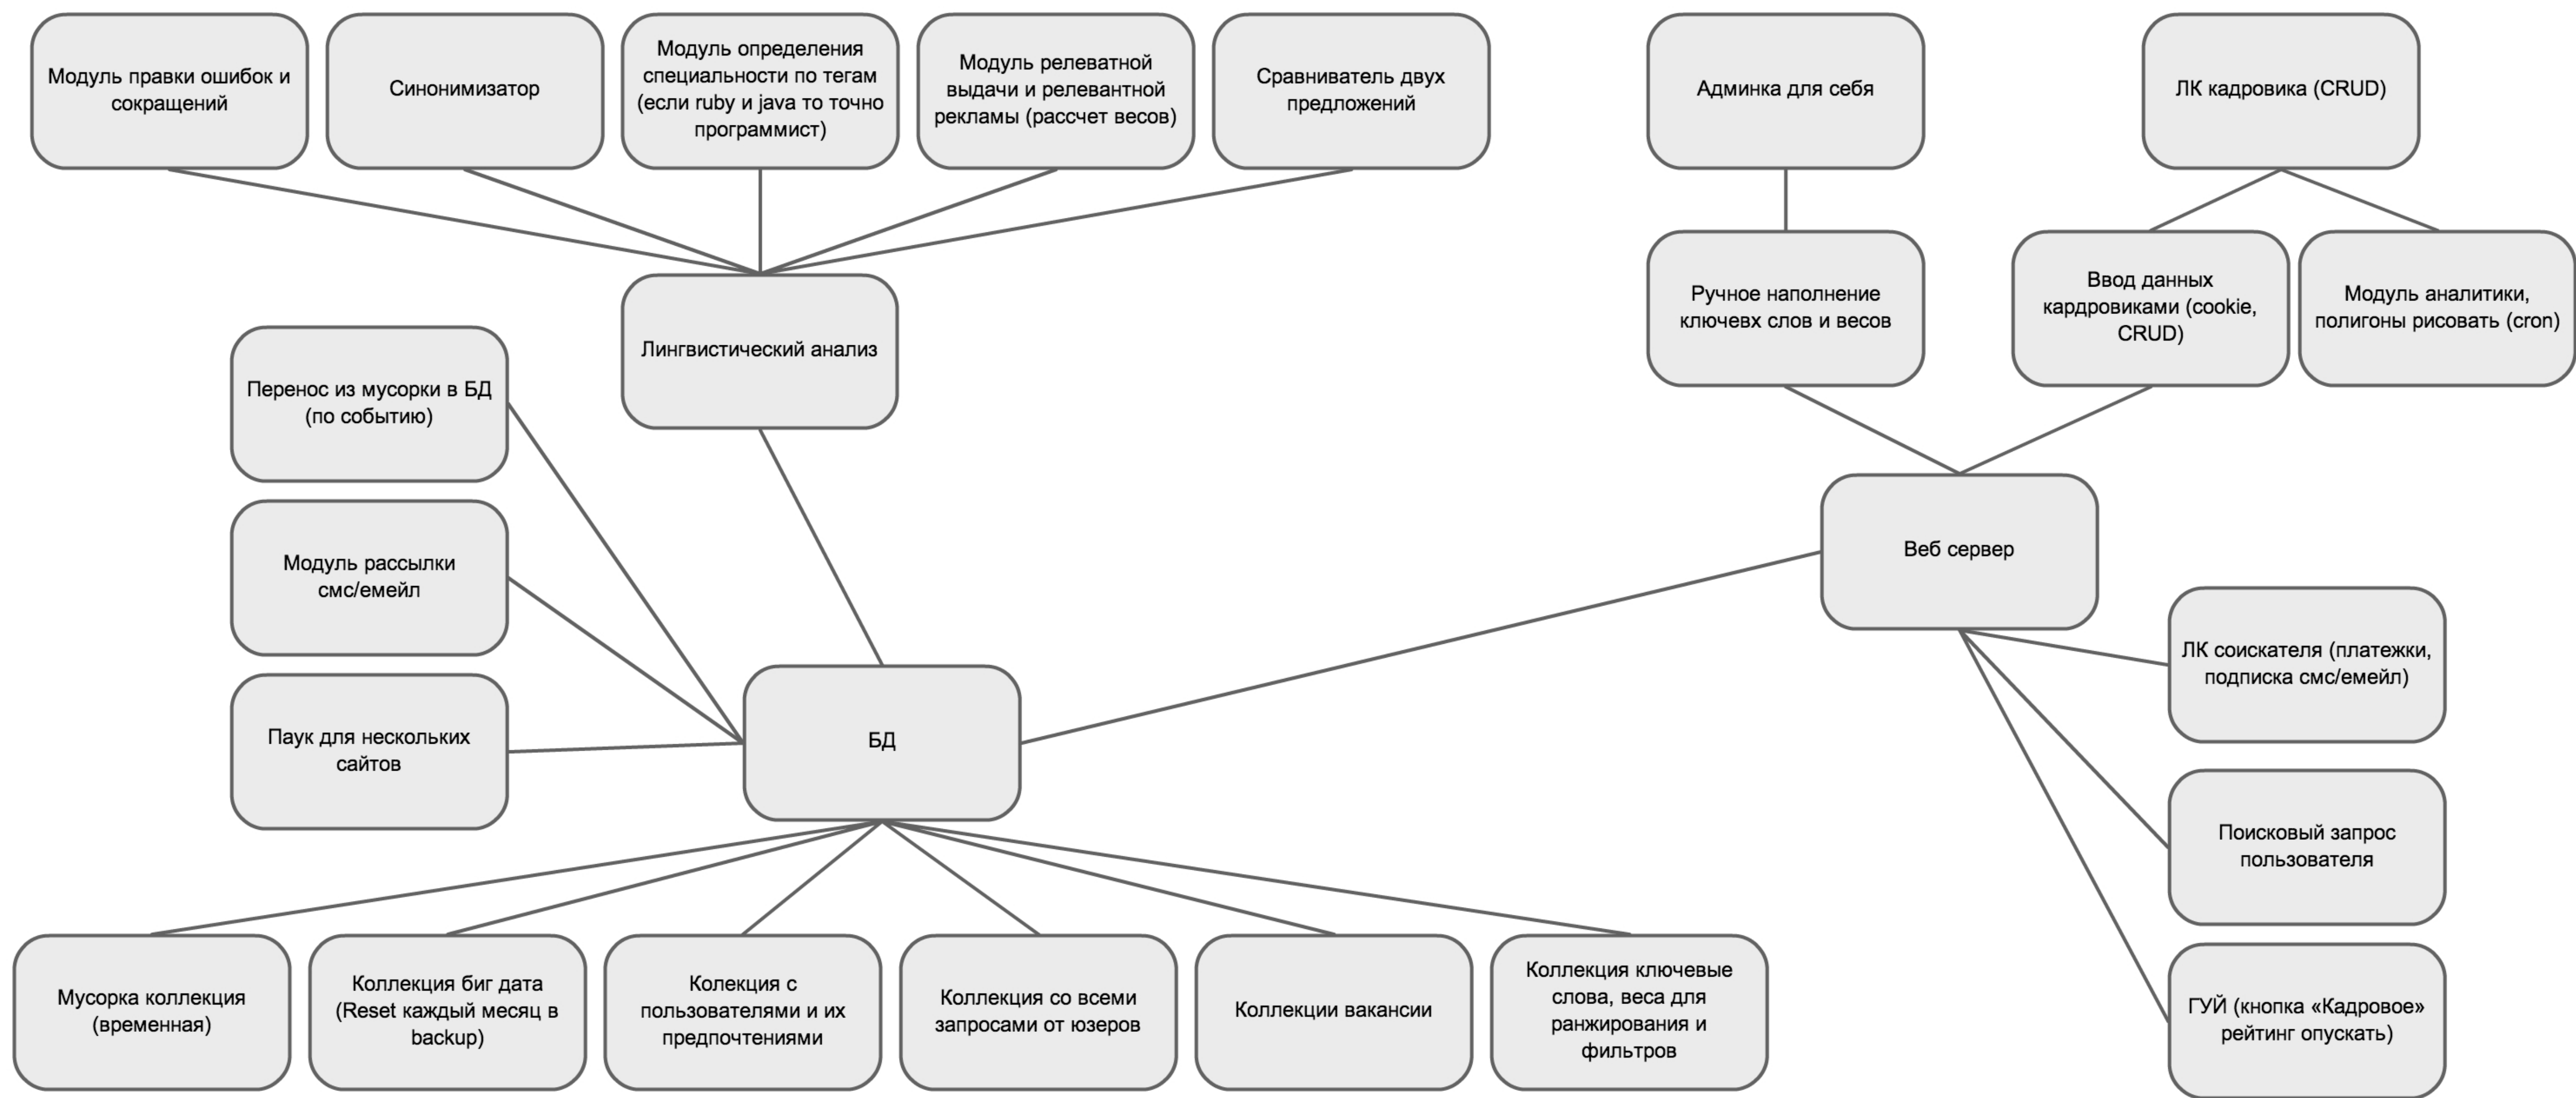 Модуль правки ошибок и
сокращений
Синонимизатор
Модуль определения
специальности по тегам
(если ruby и java то точно
программист)
Модуль релеватной
выдачи и релевантной
рекламы (рассчет весов)
Сравниватель двух
предложений
Админка для себя
ЛК кадровика (CRUD)
Лингвистический анализ
Ручное наполнение
ключевх слов и весов
Ввод данных
кардровиками (cookie,
CRUD)
Модуль аналитики,
полигоны рисовать (cron)
Перенос из мусорки в БД
(по событию)
Модуль рассылки
смс/емейл
Паук для нескольких
сайтов
БД
Веб сервер
ЛК соискателя (платежки,
подписка смс/емейл)
Поисковый запрос
пользователя
ГУЙ (кнопка «Кадровое»
рейтинг опускать)
Мусорка коллекция
(временная)
Коллекция биг дата
(Reset каждый месяц в
backup)
Колекция с
пользователями и их
предпочтениями
Коллекция со всеми
запросами от юзеров
Коллекции вакансии
Коллекция ключевые
слова, веса для
ранжирования и
фильтров